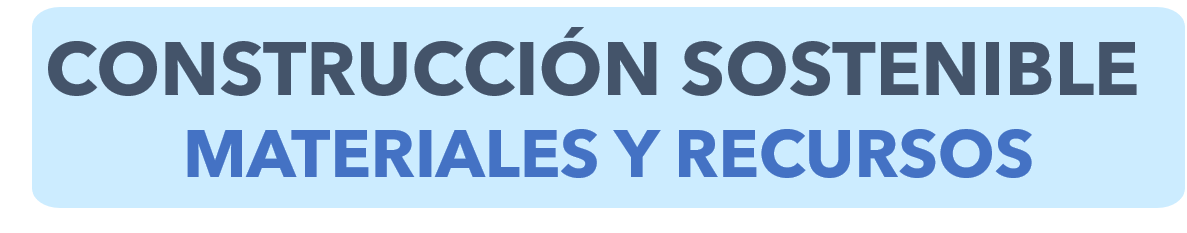 CONSTRUCCIÓN SOSTENIBLE
MATERIALES Y RECURSOS